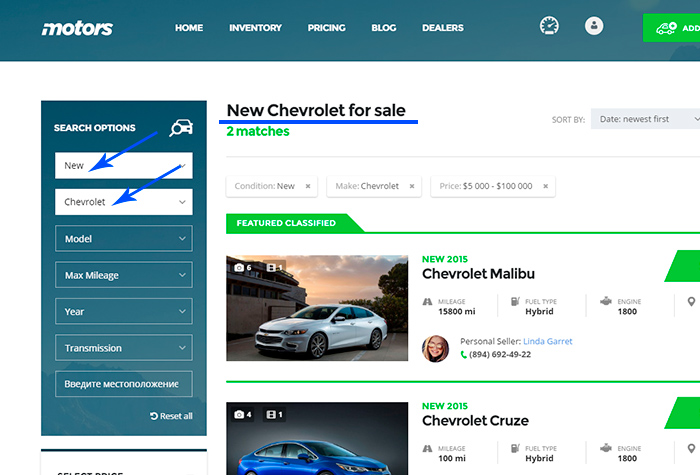 motors
HOME INVENTORY PRICING BLOG DEALERS
ADD
SEARCH OPTIONS
New
Chevrolet
Model
Max Mileage
Year
Transmission
Введите местоположение
Reset all
SELECT PRICE
New Chevrolet for sale
2 matches
SORT BY: Date: newest first
Condition: New × Make: Chevrolet × Price: $5 000 - $100 000 ×
FEATURED CLASSIFIED
6 1
NEW 2015
Chevrolet Malibu
MILEAGE FUEL TYPE ENGINE
15800 mi Hybrid 1800
Personal Seller: Linda Garret
(894) 692-49-22
4 1
NEW 2015
Chevrolet Cruze
MILEAGE FUEL TYPE ENGINE
100 mi Hybrid 1800